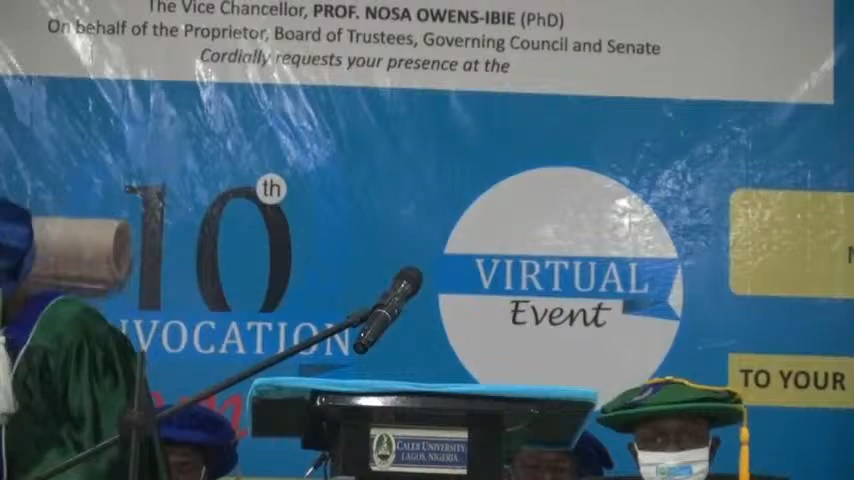 The Vice Chancellor, PROF. NOSA OWENS-IBIE (PhD)
On behalf of the Proprietor, Board of Trustees, Governing Council and Senate
Cordially requests your presence at the
10th
VOCATION
VIRTUAL
Event
TO YOUR
CALEB UNIVERSITY
LAGOS, NIGERIA